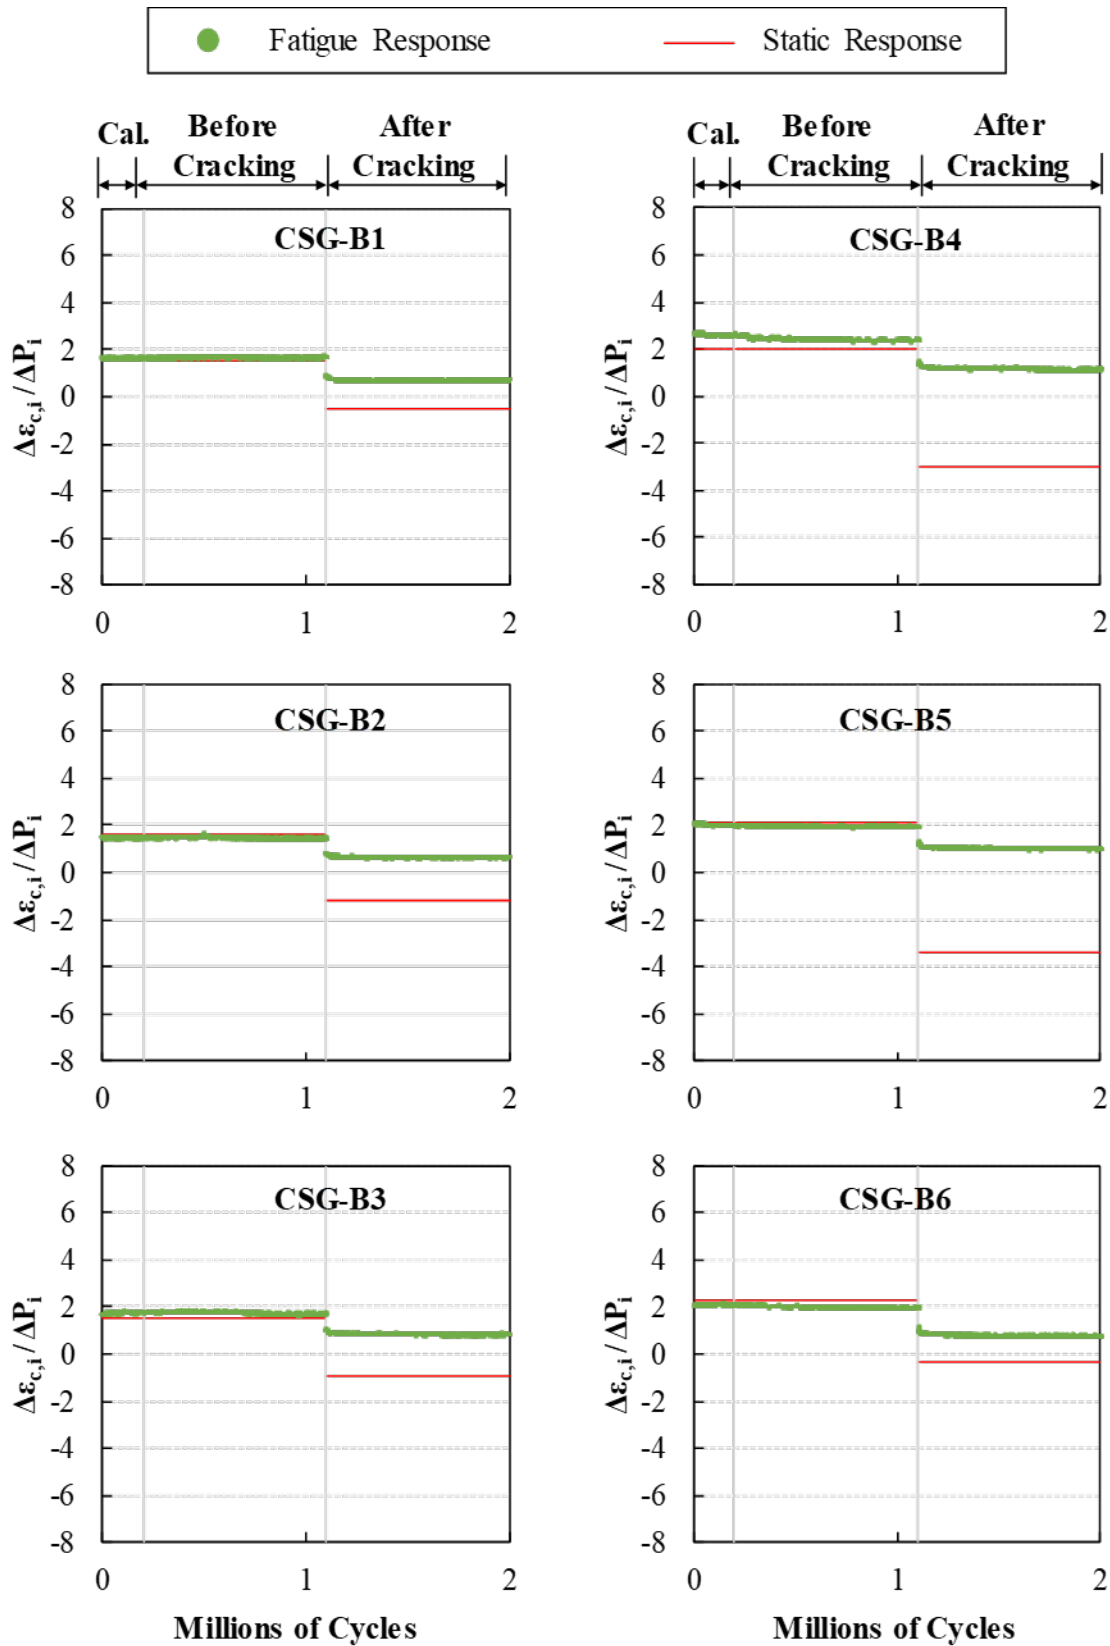 Fatigue Response
Static Response
Cal.
Before
Cracking
After
Cracking
Cal.
Before
Cracking
After
Cracking
CSG-B1
8
6
4
2
0
-2
-4
-6
-8
Δεc,i/ΔPi
0 1 2
CSG-B4
8
6
4
2
0
-2
-4
-6
-8
Δεc,i/ΔPi
0 1 2
CSG-B2
8
6
4
2
0
-2
-4
-6
-8
Δεc,i/ΔPi
0 1 2
CSG-B5
8
6
4
2
0
-2
-4
-6
-8
Δεc,i/ΔPi
0 1 2
CSG-B3
8
6
4
2
0
-2
-4
-6
-8
Δεc,i/ΔPi
0 1 2
Millions of Cycles
CSG-B6
8
6
4
2
0
-2
-4
-6
-8
Δεc,i/ΔPi
0 1 2
Millions of Cycles